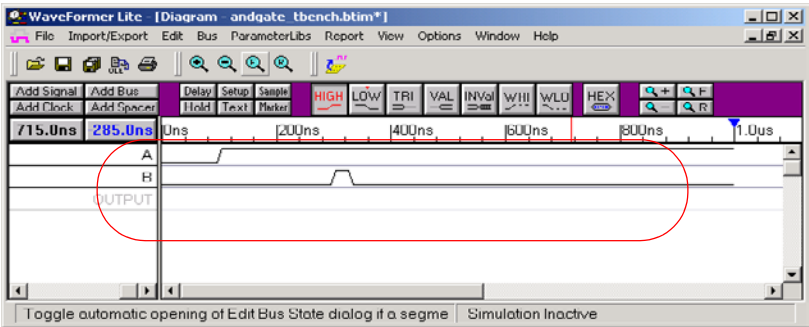 WaveFormer Lite - [Diagram - andgate_tbench.btim*]
File Import/Export Edit Bus ParameterLibs Report View Options Window Help
Add Signal Add Bus Delay Setup Sample HIGH LOW TRI VAL INVal WHI WLO HEX + F
Add Clock Add Spacer Hold Text Marker - R
715.0ns 285.0ns 0ns 200ns 400ns 600ns 800ns 1.0us
A
B
OUTPUT
Toggle automatic opening of Edit Bus State dialog if a segme Simulation Inactive